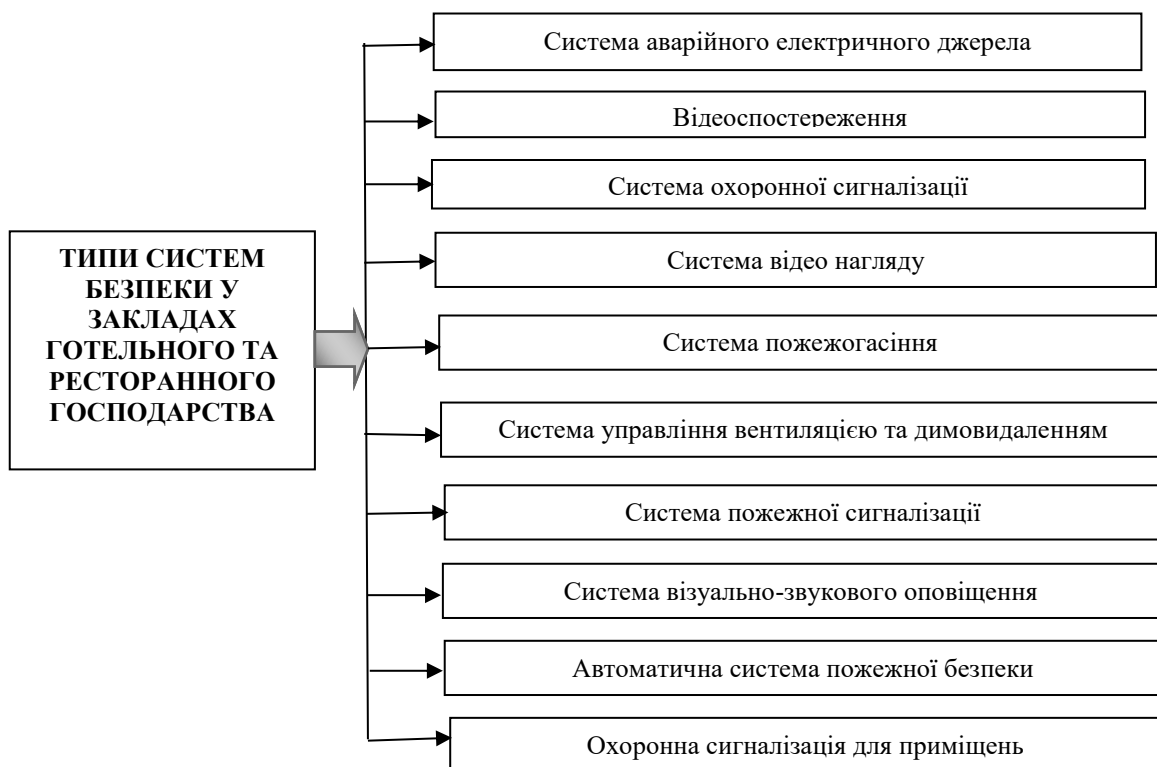 ТИПИ СИСТЕМ
БЕЗПЕКИ У
ЗАКЛАДАХ
ГОТЕЛЬНОГО ТА
РЕСТОРАННОГО
ГОСПОДАРСТВА
Система аварійного електричного джерела
Відеоспостереження
Система охоронної сигналізації
Система відео нагляду
Система пожежогасіння
Система управління вентиляцією та димовидаленням
Система пожежної сигналізації
Система візуально-звукового оповіщення
Автоматична система пожежної безпеки
Охоронна сигналізація для приміщень